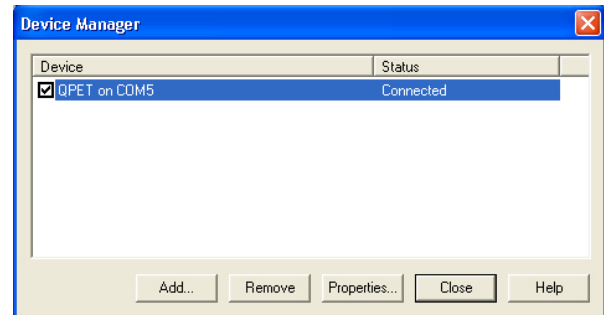 Device Manager
Device Status
QPET on COM5 Connected
Add... Remove Properties... Close Help